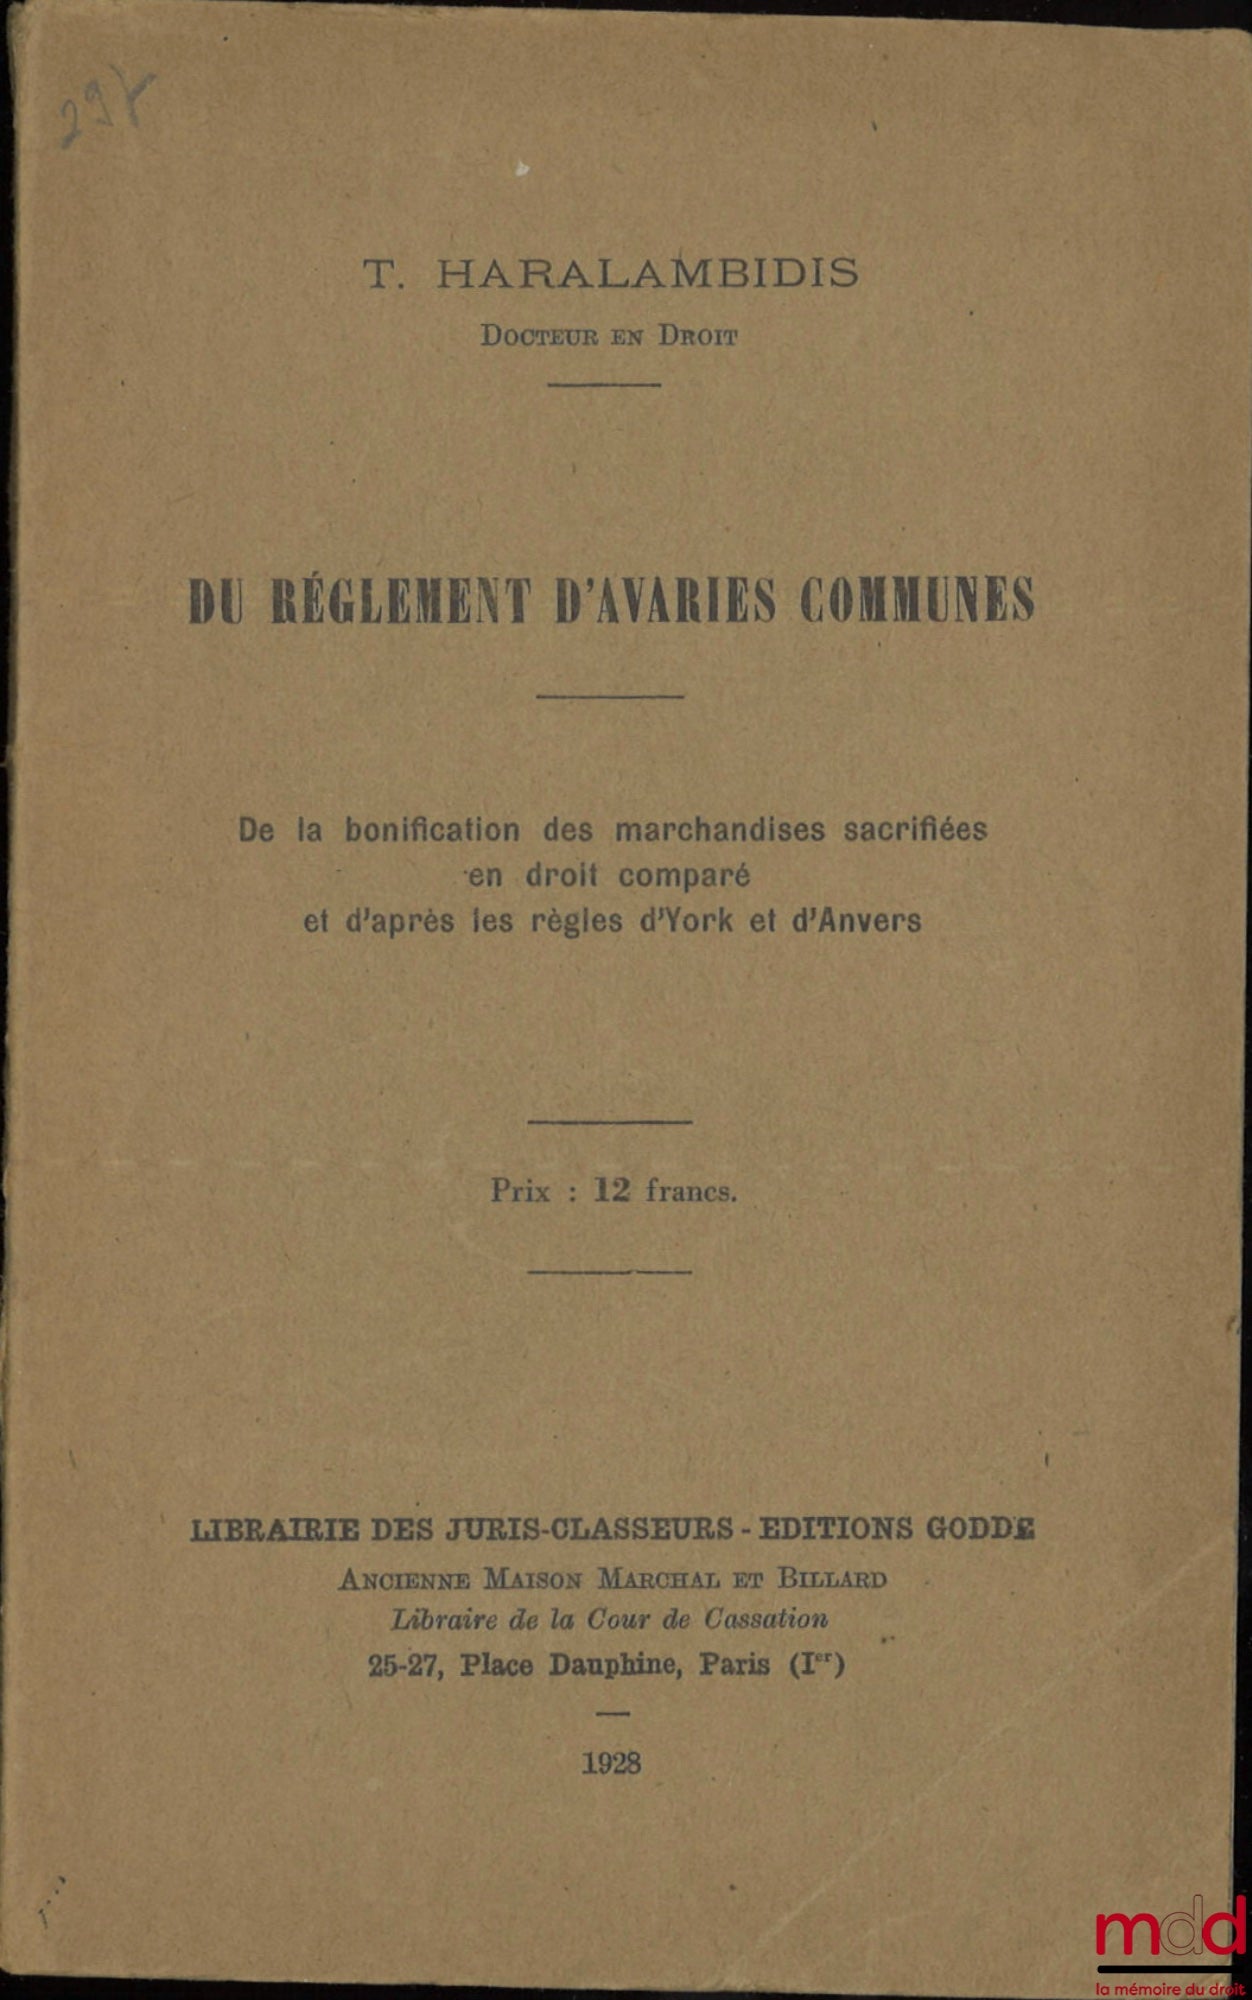 T. HARALAMBIDIS
DOCTEUR EN DROIT
DU RÉGLEMENT D'AVARIES COMMUNES
De la bonification des marchandises sacrifiées
en droit comparé
et d'après les règles d'York et d'Anvers
Prix : 12 francs.
LIBRAIRIE DES JURIS-CLASSEURS - EDITIONS GODDE
ANCIENNE MAISON MARCHAL ET BILLARD
Libraire de la Cour de Cassation
25-27, Place Dauphine, Paris (Ier)
1928
mdd
la mémoire du droit